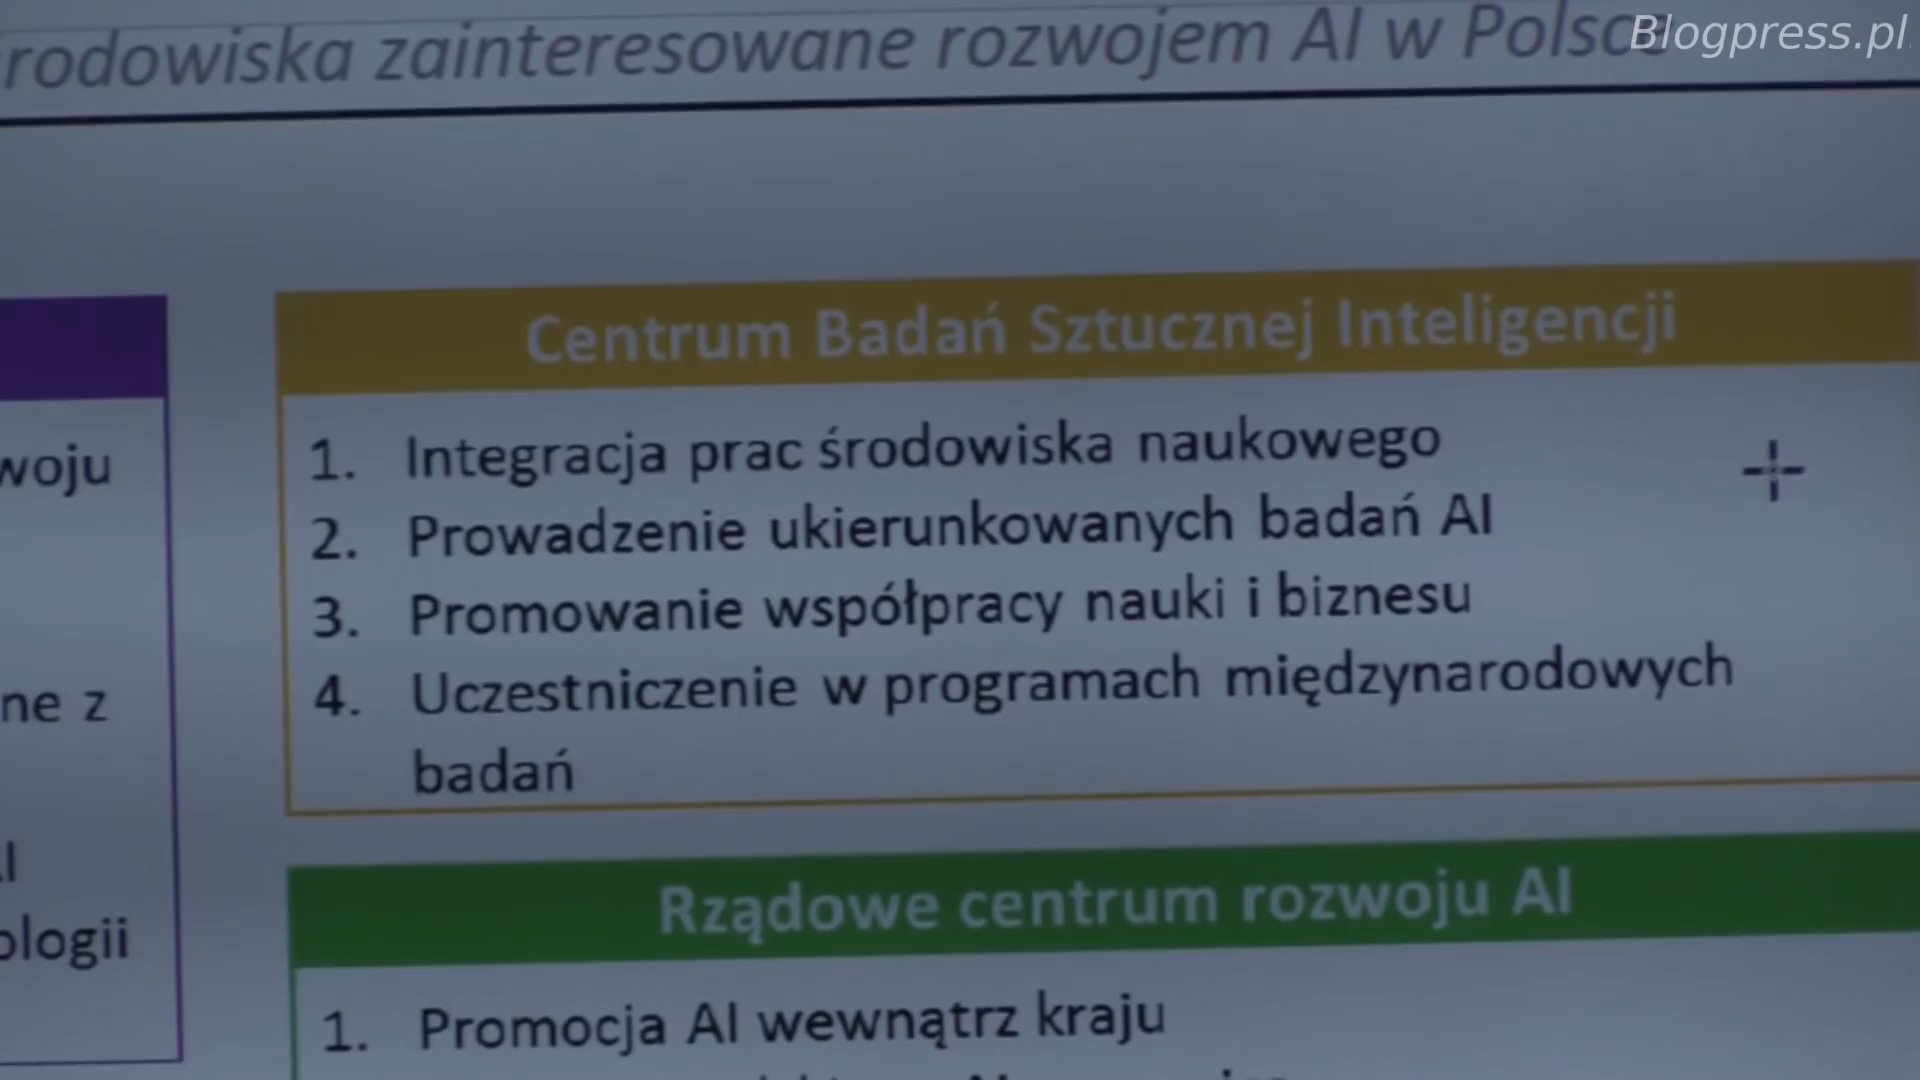 rodowiska zainteresowane rozwojem AI w Polsce
Blogpress.pl
woju
ne z
ologii
Centrum Badań Sztucznej Inteligencji
1. Integracja prac środowiska naukowego
2. Prowadzenie ukierunkowanych badań AI
3. Promowanie współpracy nauki i biznesu
4. Uczestniczenie w programach międzynarodowych
badań
Rządowe centrum rozwoju AI
1. Promocja AI wewnątrz kraju